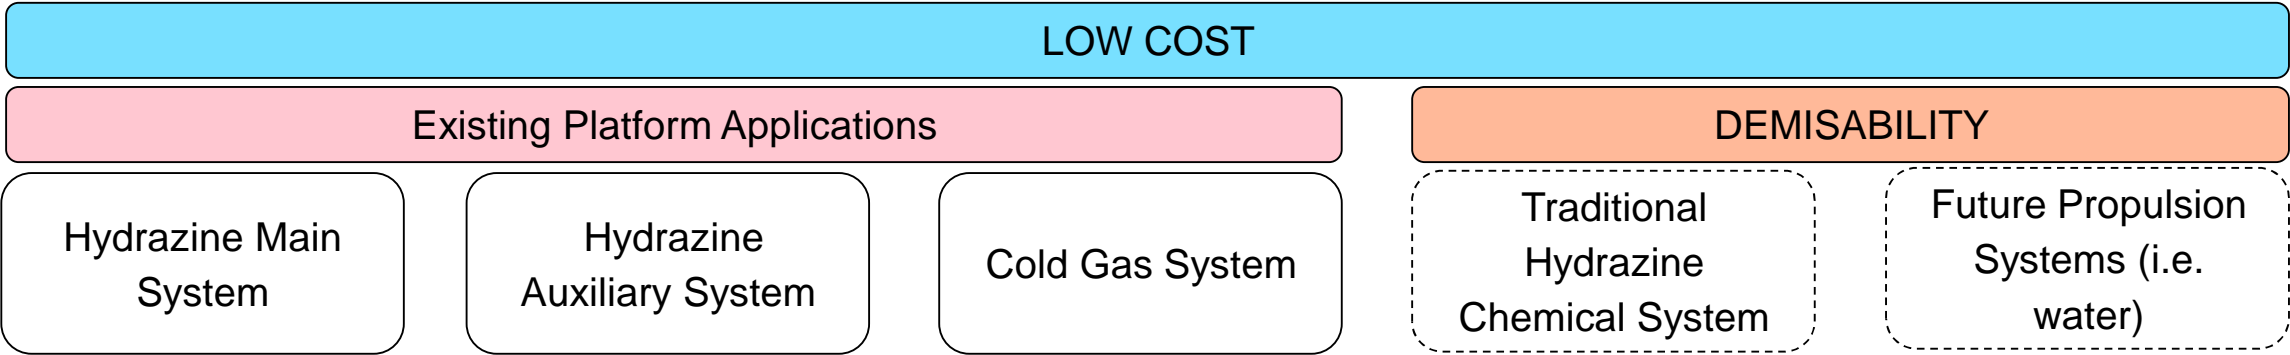 LOW COST
Existing Platform Applications
DEMISABILITY
Hydrazine Main
System
Hydrazine
Auxiliary System
Cold Gas System
Traditional
Hydrazine
Chemical System
Future Propulsion
Systems (i.e.
water)